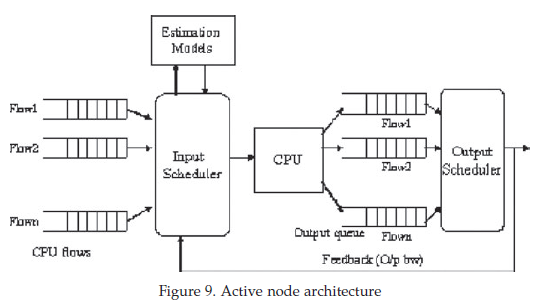 Estimation
Models
Flow1
Flow2
Flown
CPU flows
Input
Scheduler
CPU
Flow1
Flow2
Output queue
Flown
Output
Scheduler
Feedback (O/p bw)
Figure 9. Active node architecture